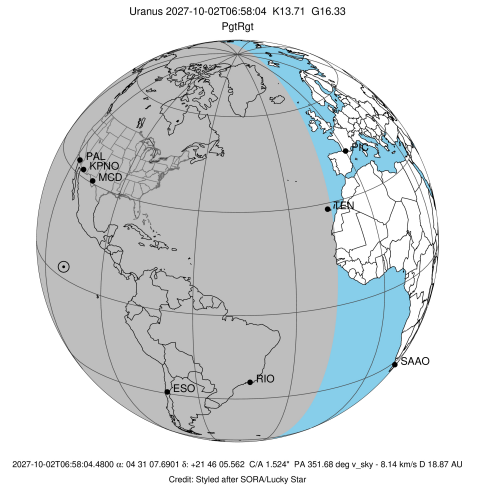 Uranus 2027-10-02T06:58:04 K13.71 G16.33
PgtRgt
PIC
PAL
KPNO
MCD
TEN
SAAO
RIO
ESO
2027-10-02T06:58:04.4800 α: 04 31 07.6901 δ: +21 46 05.562 C/A 1.524" PA 351.68 deg v_sky - 8.14 km/s D 18.87 AU
Credit: Styled after SORA/Lucky Star